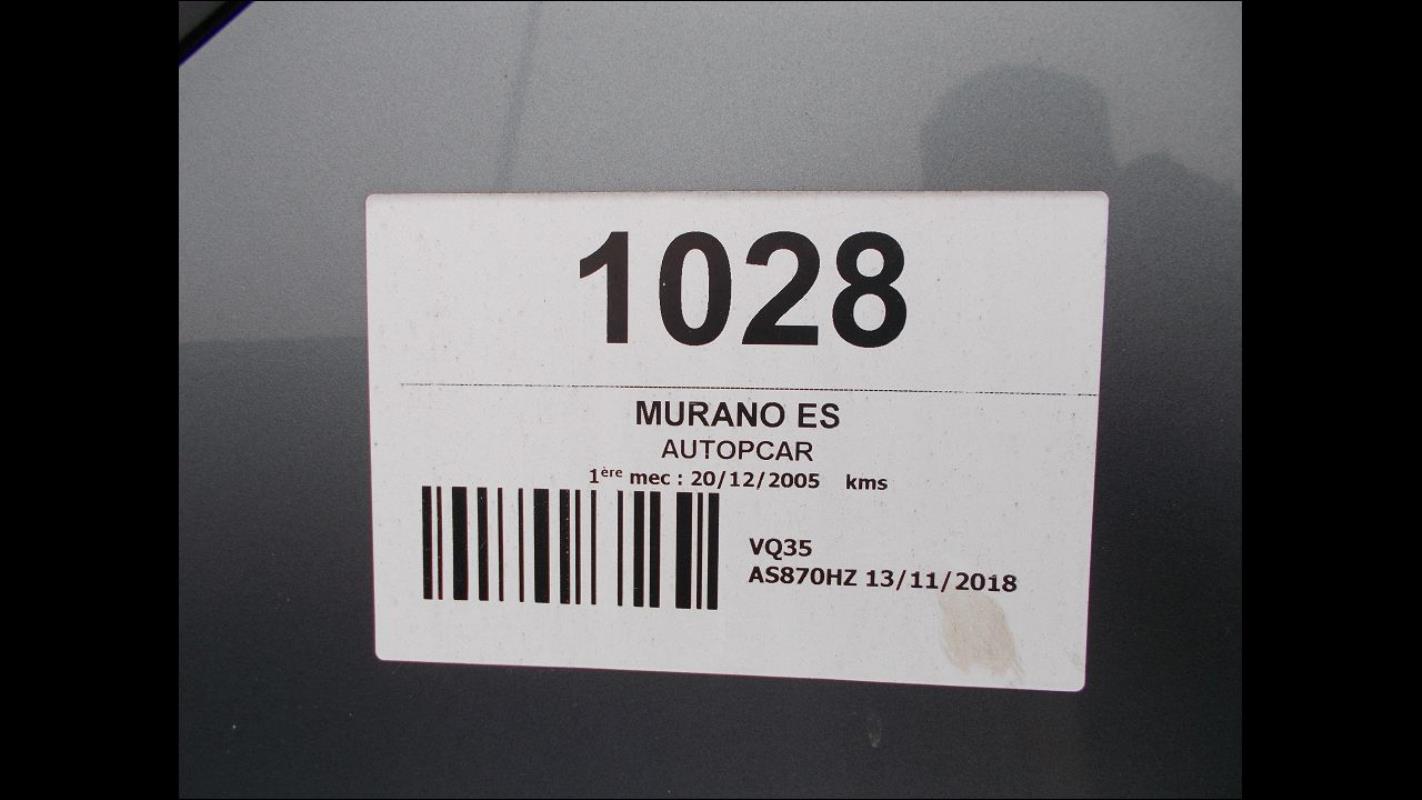 1028
MURANO ES
AUTOPCAR
1ère mec : 20/12/2005 kms
VQ35
AS870HZ 13/11/2018